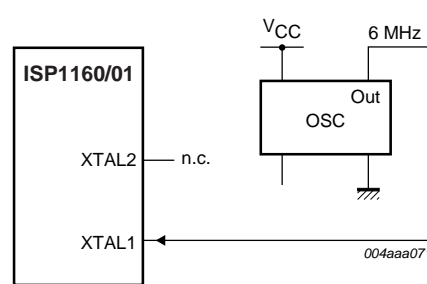 VCC
6 MHz
ISP1160/01
Out
OSC
XTAL2
n.c.
XTAL1
004aaa07